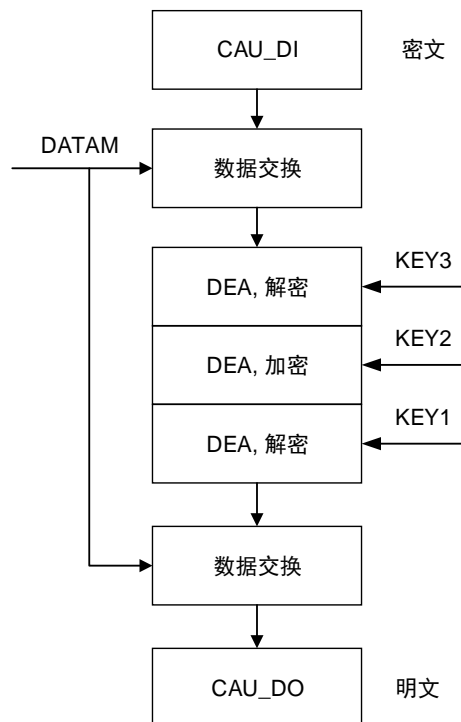 CAU_DI 密文
DATAM
数据交换
KEY3
DEA, 解密
KEY2
DEA, 加密
KEY1
DEA, 解密
数据交换
CAU_DO 明文